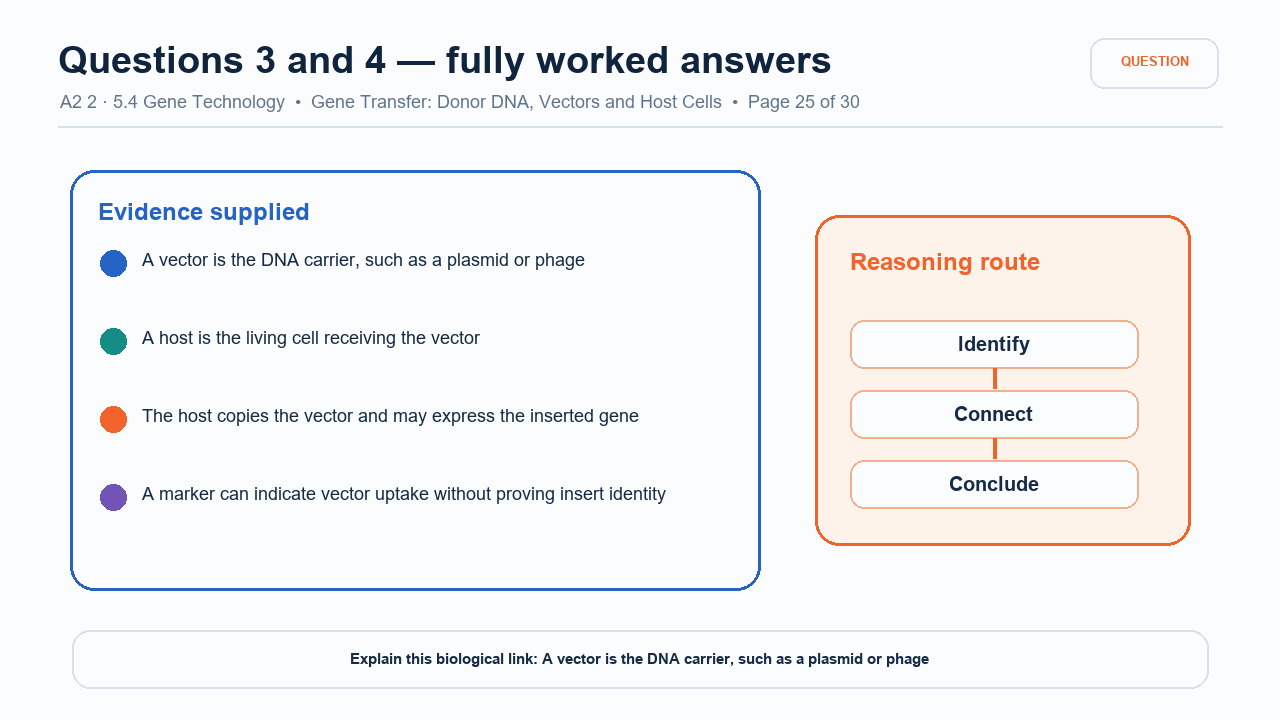 Questions 3 and 4 — fully worked answers
QUESTION
A2 2 · 5.4 Gene Technology • Gene Transfer: Donor DNA, Vectors and Host Cells • Page 25 of 30
Evidence supplied
A vector is the DNA carrier, such as a plasmid or phage
A host is the living cell receiving the vector
The host copies the vector and may express the inserted gene
A marker can indicate vector uptake without proving insert identity
Reasoning route
Identify
Connect
Conclude
Explain this biological link: A vector is the DNA carrier, such as a plasmid or phage